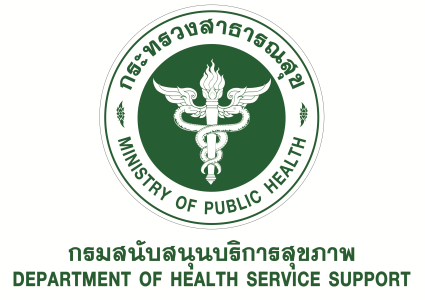 กระทรวงสาธารณสุข
MINISTRY OF PUBLIC HEALTH
กรมสนับสนุนบริการสุขภาพ
DEPARTMENT OF HEALTH SERVICE SUPPORT